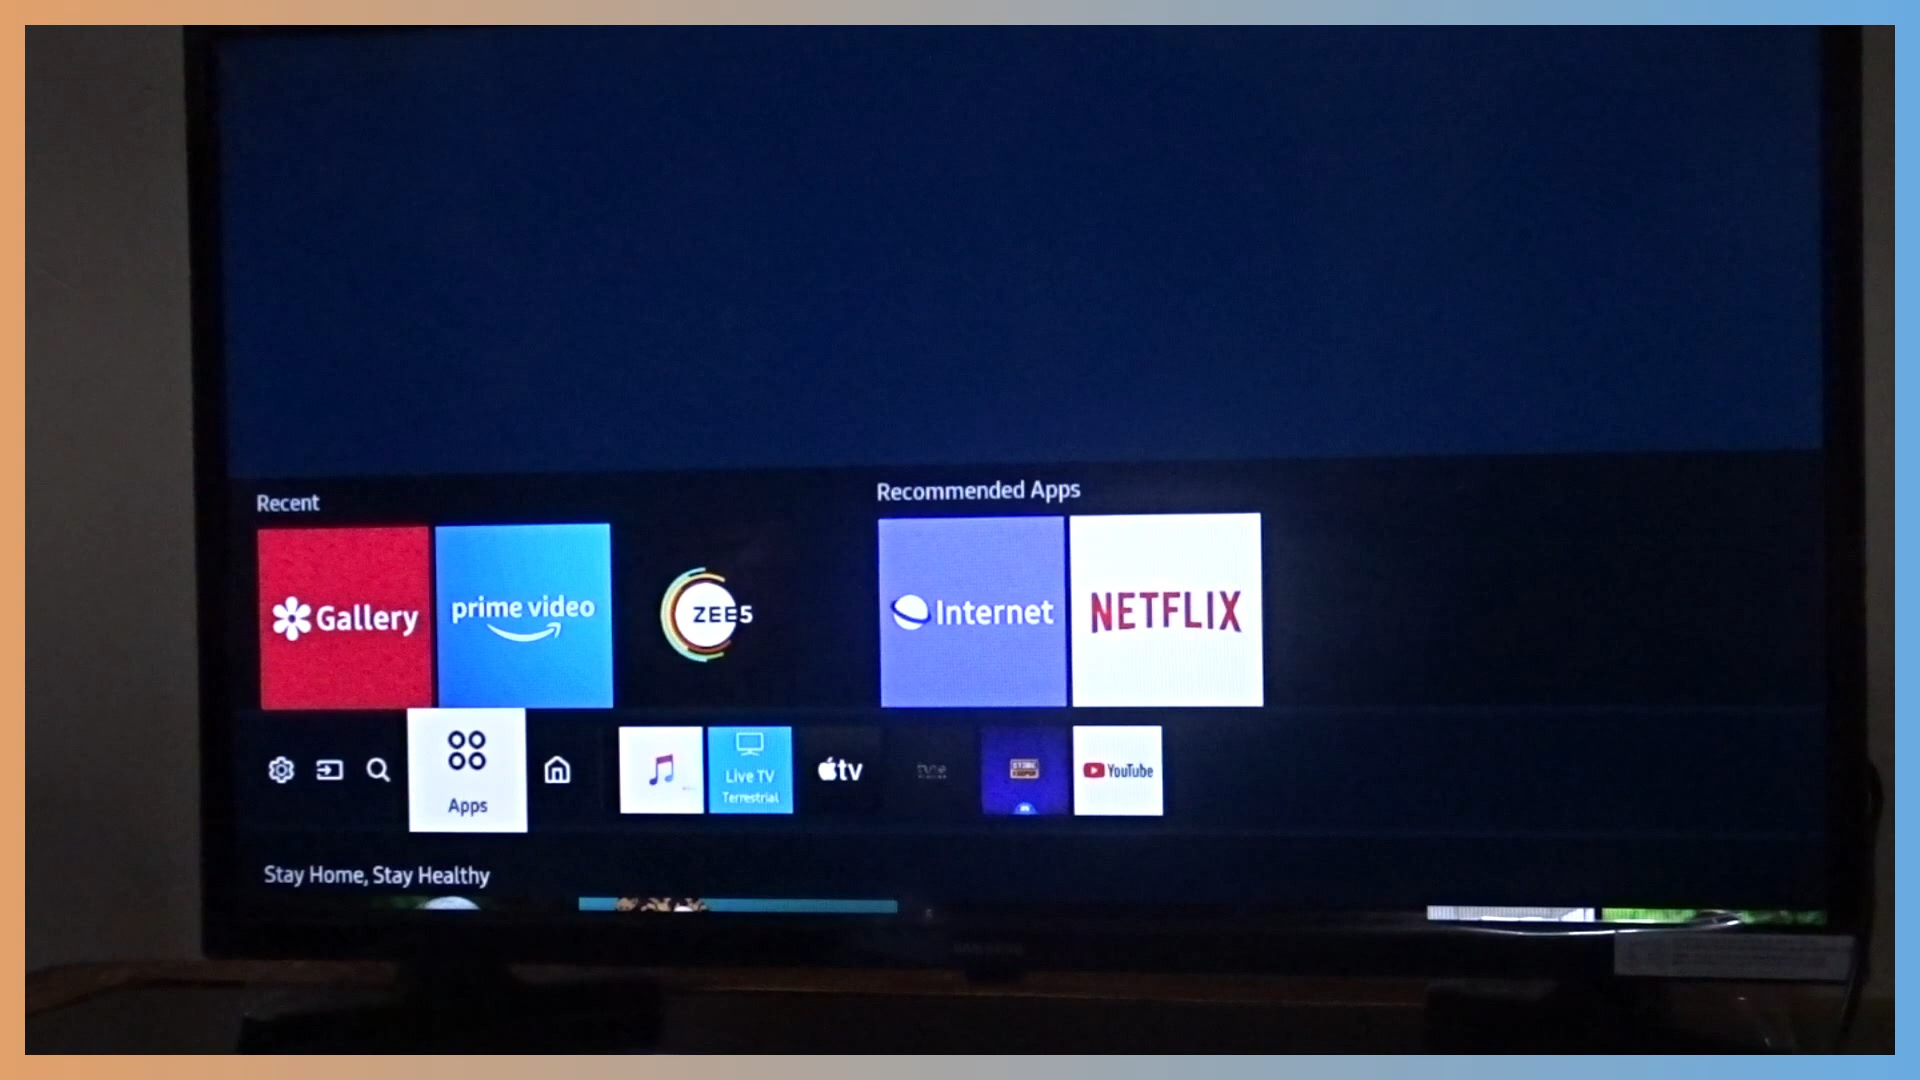 Recent
Recommended Apps
Gallery
prime video
ZEE5
Internet
NETFLIX
Apps
Live TV
Terrestrial
tv
YouTube
Stay Home, Stay Healthy